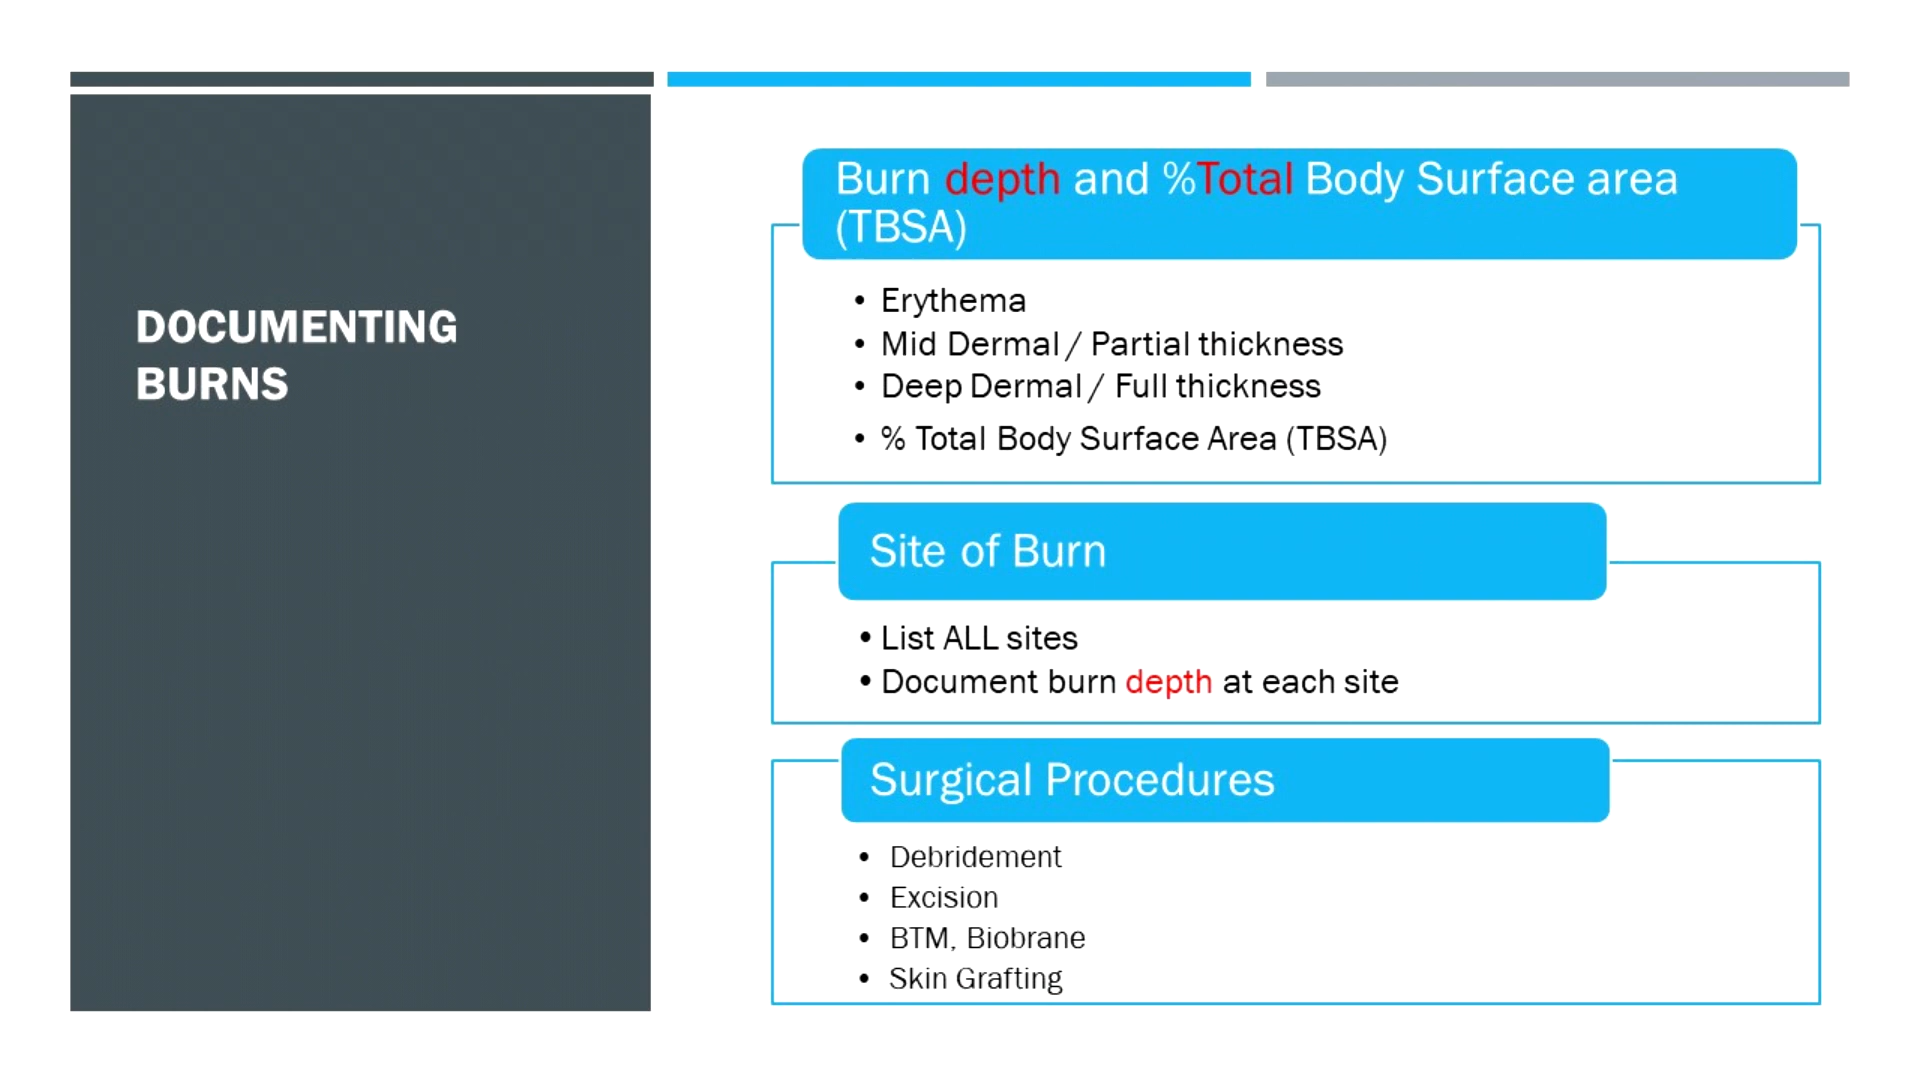 DOCUMENTING
BURNS
Burn depth and %Total Body Surface area
(TBSA)
• Erythema
• Mid Dermal / Partial thickness
• Deep Dermal / Full thickness
• % Total Body Surface Area (TBSA)
Site of Burn
• List ALL sites
• Document burn depth at each site
Surgical Procedures
• Debridement
• Excision
• BTM, Biobrane
• Skin Grafting